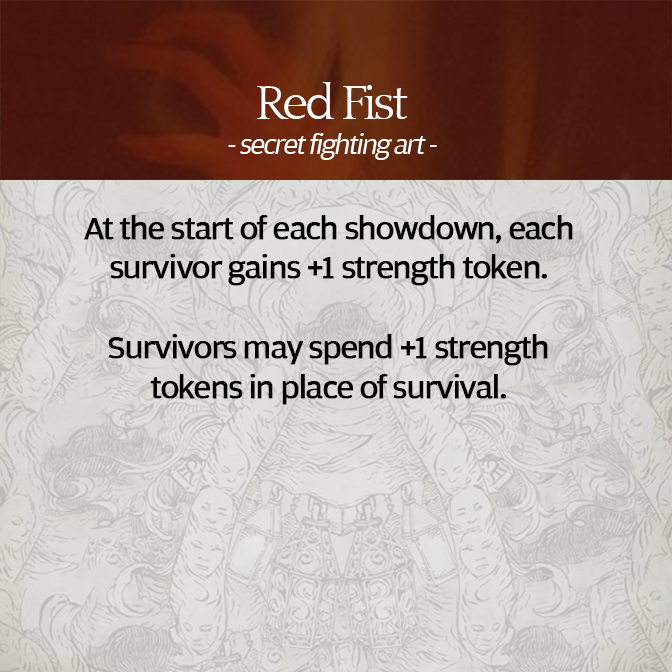 Red Fist
- secret fighting art -
At the start of each showdown, each
survivor gains +1 strength token.
Survivors may spend +1 strength
tokens in place of survival.